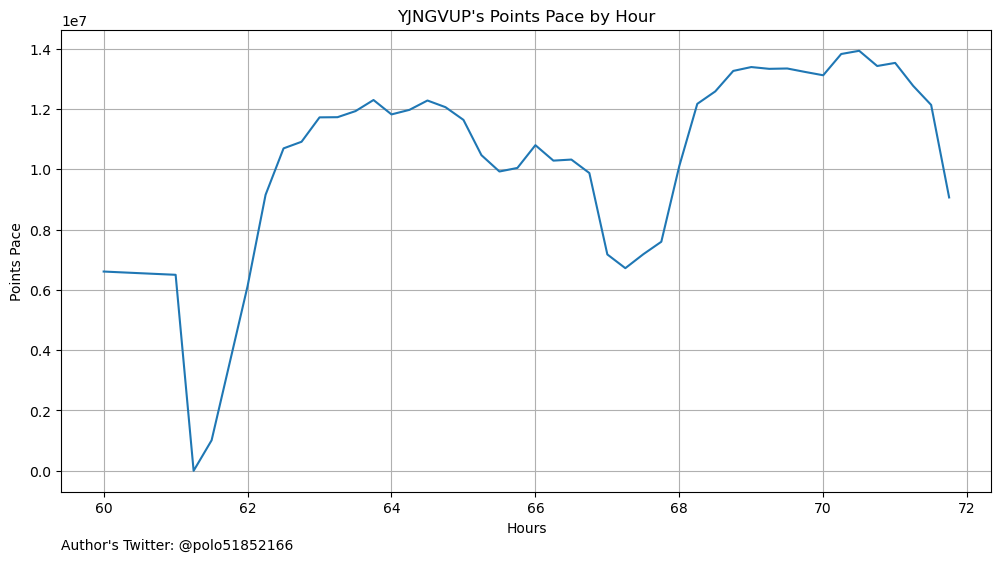 YJNGVUP's Points Pace by Hour
1e7
1.4
1.2
1.0
0.8
0.6
0.4
0.2
0.0
Points Pace
60 62 64 66 68 70 72
Hours
Author's Twitter: @polo51852166